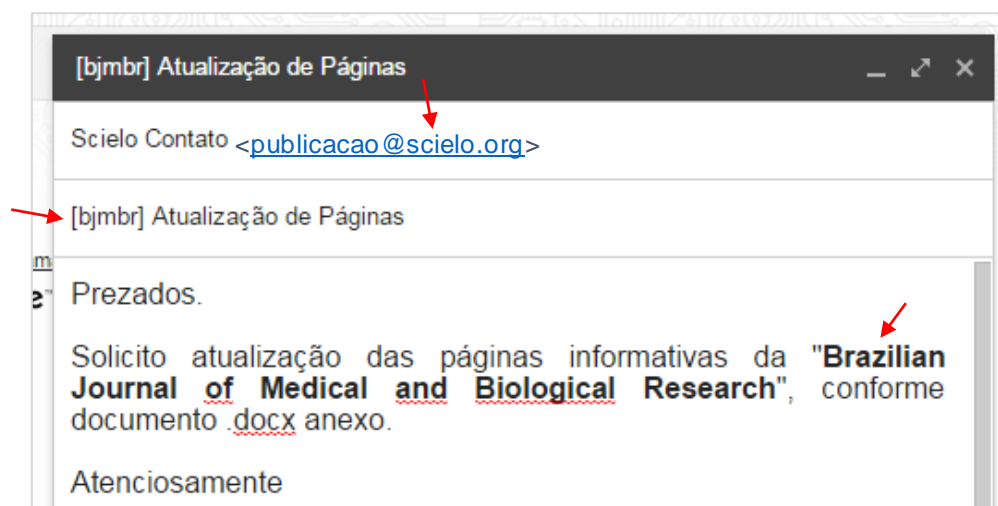 [bjmbr] Atualização de Páginas
Scielo Contato <publicacao@scielo.org>
[bjmbr] Atualização de Páginas
Prezados.
Solicito atualização das páginas informativas da "Brazilian
Journal of Medical and Biological Research", conforme
documento .docx anexo.
Atenciosamente